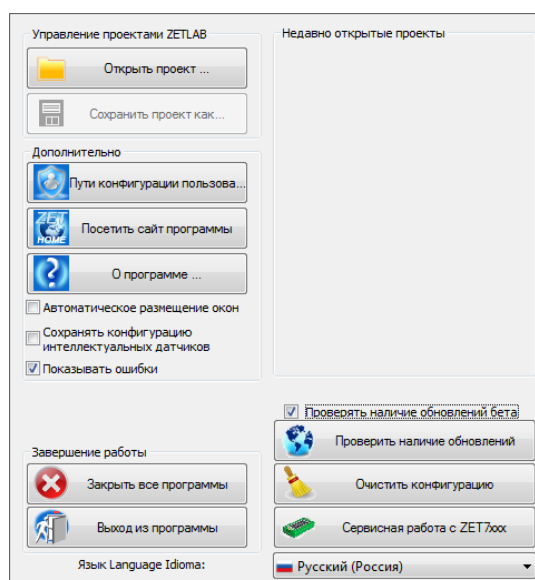 Управление проектами ZETLAB
Открыть проект ...
Сохранить проект как...
Дополнительно
Пути конфигурации пользова...
ZET
HOME
Посетить сайт программы
О программе ...
Автоматическое размещение окон
Сохранять конфигурацию
интеллектуальных датчиков
Показывать ошибки
Завершение работы
Закрыть все программы
Выход из программы
Язык Language Idioma:
Недавно открытые проекты
Проверять наличие обновлений бета
Проверить наличие обновлений
Очистить конфигурацию
Сервисная работа с ZET7xxx
Русский (Россия)